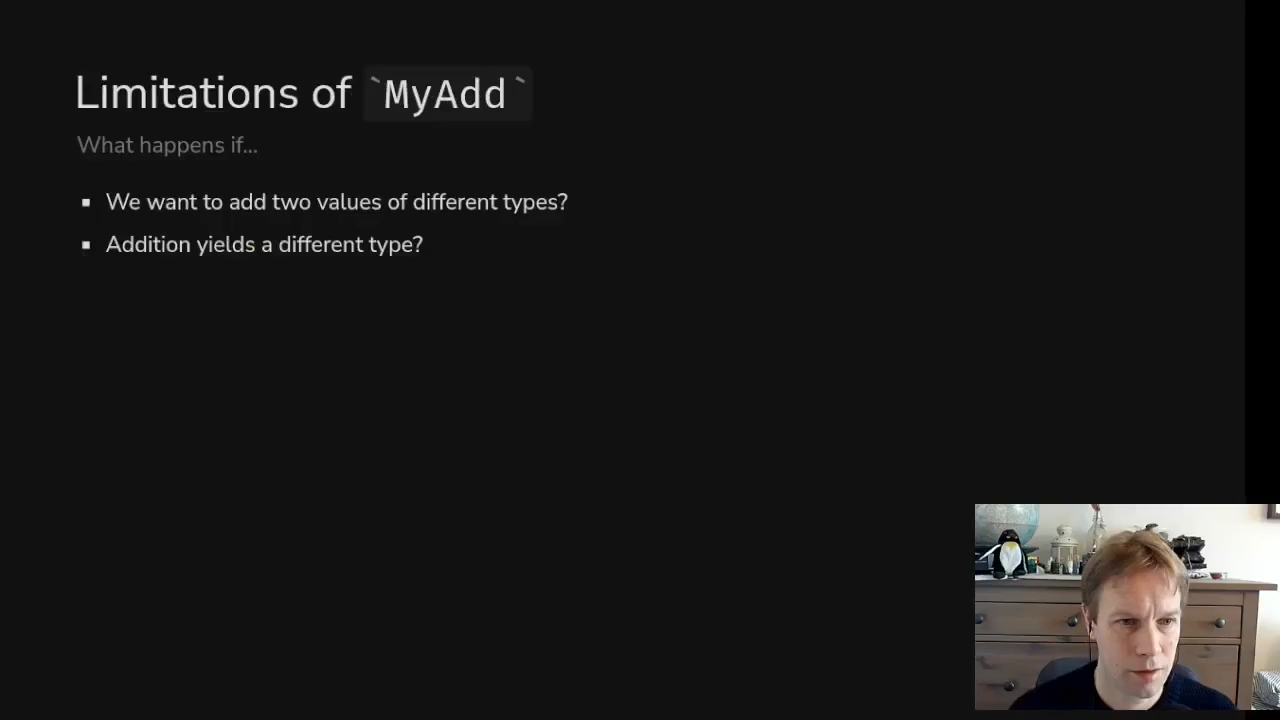 Limitations of `MyAdd`
What happens if...
We want to add two values of different types?
Addition yields a different type?